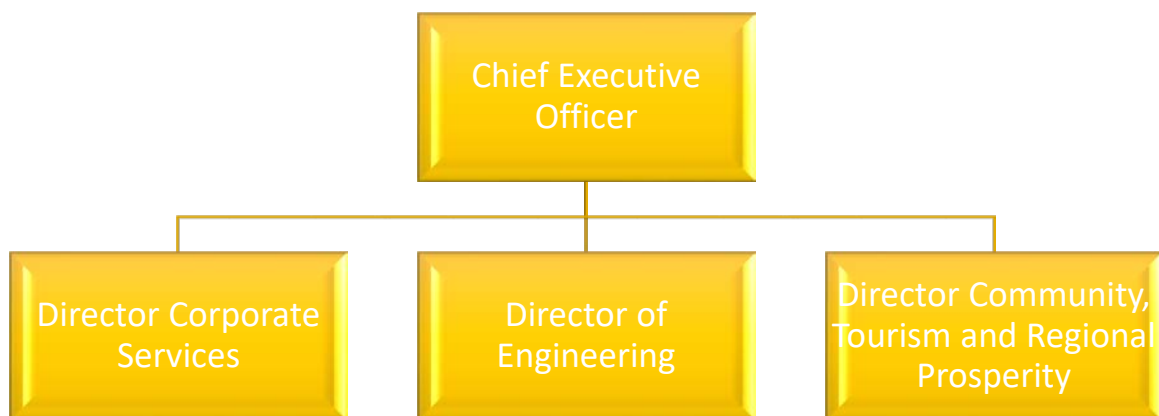 Chief Executive
Officer
Director Corporate
Services
Director of
Engineering
Director Community,
Tourism and Regional
Prosperity